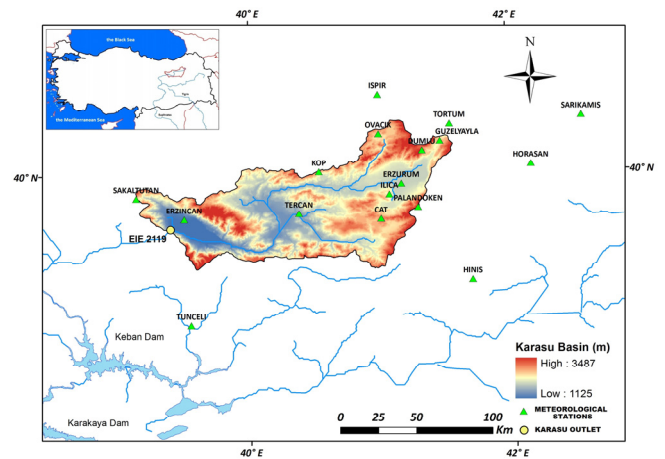 40° E
42° E
the Black Sea
the Mediterranean Sea
N
ISPIR
TORTUM
SARIKAMIS
OVACIK
GUZELYAYLA
DUMLU
HORASAN
40° N
40° N
KOP
ERZURUM
ILICA
SAKALTUTAN
PALANDOKEN
TERCAN
ERZINCAN
CAT
EIE 2119
HINIS
TUNCELI
Keban Dam
Karasu Basin (m)
High : 3487
Low : 1125
METEOROLOGICAL
STATIONS
KARASU OUTLET
Karakaya Dam
0 25 50 75 100
Km
40° E
42° E